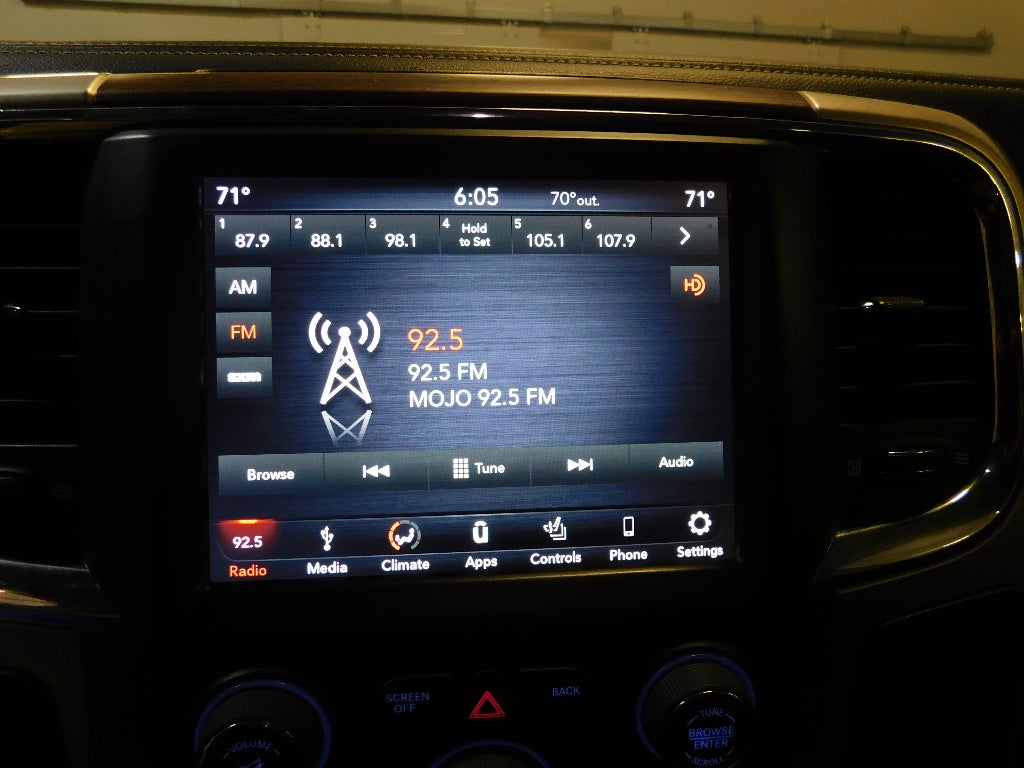 71° 6:05 70°out. 71°
1 87.9 2 88.1 3 98.1 4 Hold to Set 5 105.1 6 107.9
AM
HD
FM
92.5
sxm
92.5 FM
MOJO 92.5 FM
Browse Tune Audio
92.5
Radio Media Climate Apps Controls Phone Settings
SCREEN OFF BACK
VOLUME
TUNE
BROWSE
ENTER
SCROLL